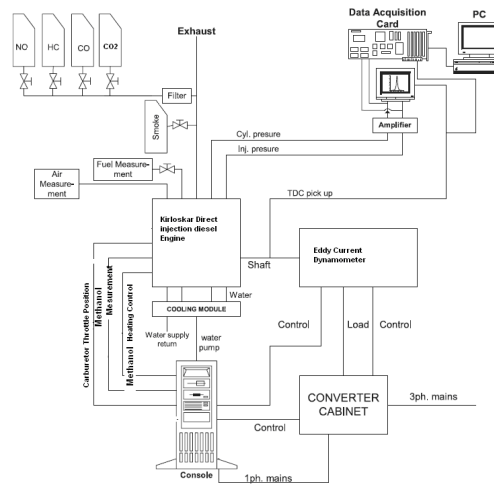 Data Acquisition
Card
PC
NO
HC
CO
CO2
Exhaust
Filter
Smoke
Amplifier
Cyl. presure
Inj. presure
Fuel Measure-
ment
Air
Measure-
ment
TDC pick up
Kirloskar Direct
injection diesel
Engine
Eddy Current
Dynamometer
Shaft
Carburetor Throttle Position
Methanol
Mesurement
Methanol Heating Control
Water
COOLING MODULE
Water supply
return
water
pump
Control
Load
Control
CONVERTER
CABINET
3ph. mains
Control
Console
1ph. mains